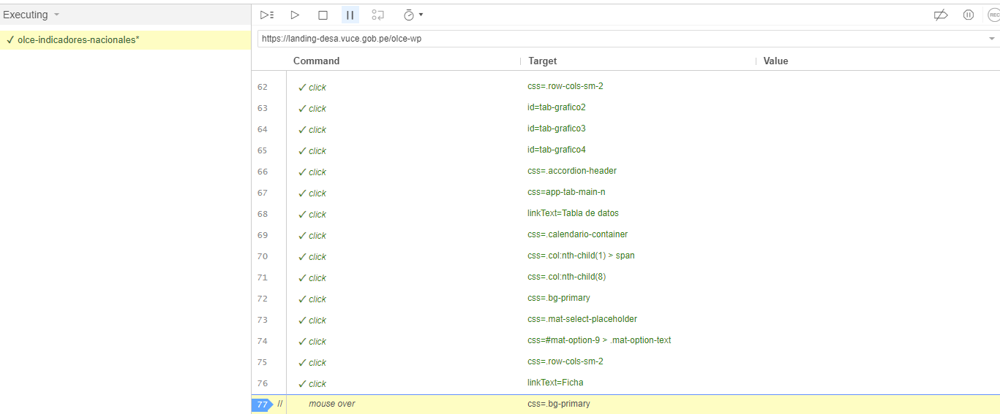 Executing
✓ olce-indicadores-nacionales*
https://landing-desa.vuce.gob.pe/olce-wp
REC
Command Target Value
62 ✓ click css=.row-cols-sm-2
63 ✓ click id=tab-grafico2
64 ✓ click id=tab-grafico3
65 ✓ click id=tab-grafico4
66 ✓ click css=.accordion-header
67 ✓ click css=app-tab-main-n
68 ✓ click linkText=Tabla de datos
69 ✓ click css=.calendario-container
70 ✓ click css=.col:nth-child(1) > span
71 ✓ click css=.col:nth-child(8)
72 ✓ click css=.bg-primary
73 ✓ click css=.mat-select-placeholder
74 ✓ click css=#mat-option-9 > .mat-option-text
75 ✓ click css=.row-cols-sm-2
76 ✓ click linkText=Ficha
77 // mouse over css=.bg-primary